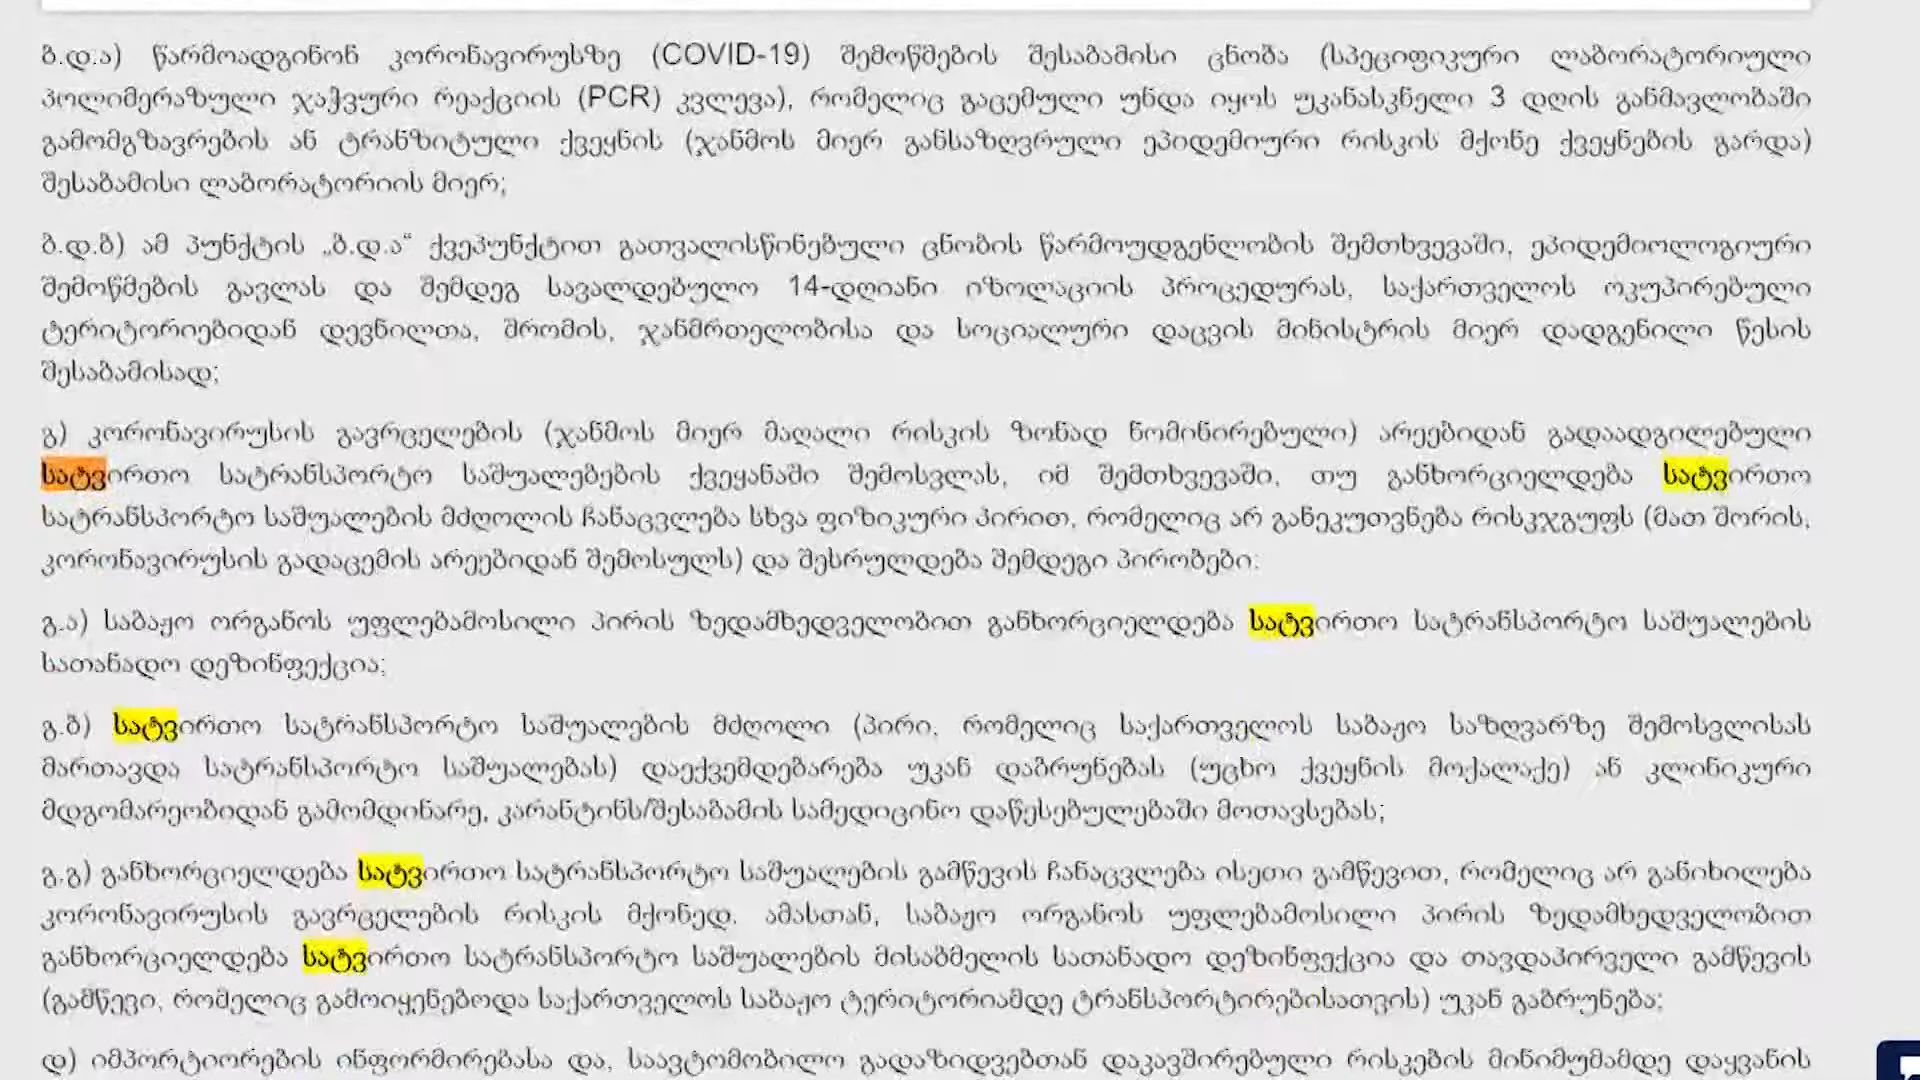 ბ.დ.ა) წარმოადგინონ კორონავირუსზე (COVID-19) შემოწმების შესაბამისი ცნობა (სპეციფიკური ლაბორატორიული
პოლიმერაზული ჯაჭვური რეაქციის (PCR) კვლევა), რომელიც გაცემული უნდა იყოს უკანასკნელი 3 დღის განმავლობაში
გამომგზავრების ან ტრანზიტული ქვეყნის (ჯანმოს მიერ განსაზღვრული ეპიდემიური რისკის მქონე ქვეყნების გარდა)
შესაბამისი ლაბორატორიის მიერ;
ბ.დ.ბ) ამ პუნქტის „ბ.დ.ა“ ქვეპუნქტით გათვალისწინებული ცნობის წარმოუდგენლობის შემთხვევაში, ეპიდემიოლოგიური
შემოწმების გავლას და შემდეგ სავალდებულო 14-დღიანი იზოლაციის პროცედურას, საქართველოს ოკუპირებული
ტერიტორიებიდან დევნილთა, შრომის, ჯანმრთელობისა და სოციალური დაცვის მინისტრის მიერ დადგენილი წესის
შესაბამისად;
გ) კორონავირუსის გავრცელების (ჯანმოს მიერ მაღალი რისკის ზონად ნომინირებული) არეებიდან გადაადგილებული
სატვირთო სატრანსპორტო საშუალებების ქვეყანაში შემოსვლას, იმ შემთხვევაში, თუ განხორციელდება სატვირთო
სატრანსპორტო საშუალების მძღოლის ჩანაცვლება სხვა ფიზიკური პირით, რომელიც არ განეკუთვნება რისკჯგუფს (მათ შორის,
კორონავირუსის გადაცემის არეებიდან შემოსულს) და შესრულდება შემდეგი პირობები:
გ.ა) საბაჟო ორგანოს უფლებამოსილი პირის ზედამხედველობით განხორციელდება სატვირთო სატრანსპორტო საშუალების
სათანადო დეზინფექცია;
გ.ბ) სატვირთო სატრანსპორტო საშუალების მძღოლი (პირი, რომელიც საქართველოს საბაჟო საზღვარზე შემოსვლისას
მართავდა სატრანსპორტო საშუალებას) დაექვემდებარება უკან დაბრუნებას (უცხო ქვეყნის მოქალაქე) ან კლინიკური
მდგომარეობიდან გამომდინარე, კარანტინს/შესაბამის სამედიცინო დაწესებულებაში მოთავსებას;
გ.გ) განხორციელდება სატვირთო სატრანსპორტო საშუალების გამწევის ჩანაცვლება ისეთი გამწევით, რომელიც არ განიხილება
კორონავირუსის გავრცელების რისკის მქონედ. ამასთან, საბაჟო ორგანოს უფლებამოსილი პირის ზედამხედველობით
განხორციელდება სატვირთო სატრანსპორტო საშუალების მისაბმელის სათანადო დეზინფექცია და თავდაპირველი გამწევის
(გამწევი, რომელიც გამოიყენებოდა საქართველოს საბაჟო ტერიტორიამდე ტრანსპორტირებისათვის) უკან გაბრუნება;
დ) იმპორტიორების ინფორმირებასა და, საავტომობილო გადაზიდვებთან დაკავშირებული რისკების მინიმუმამდე დაყვანის